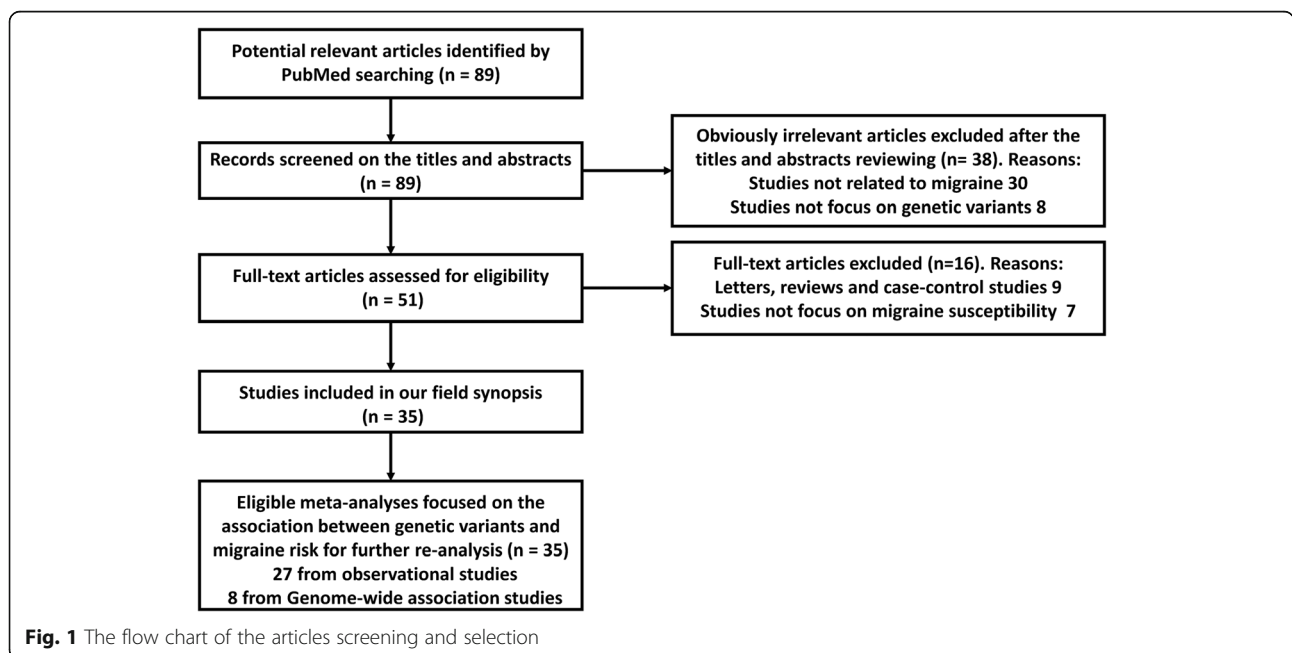 Potential relevant articles identified by
PubMed searching (n = 89)
Records screened on the titles and abstracts
(n = 89)
Obviously irrelevant articles excluded after the
titles and abstracts reviewing (n= 38). Reasons:
Studies not related to migraine 30
Studies not focus on genetic variants 8
Full-text articles assessed for eligibility
(n = 51)
Full-text articles excluded (n=16). Reasons:
Letters, reviews and case-control studies 9
Studies not focus on migraine susceptibility 7
Studies included in our field synopsis
(n = 35)
Eligible meta-analyses focused on the
association between genetic variants and
migraine risk for further re-analysis (n = 35)
27 from observational studies
8 from Genome-wide association studies
Fig. 1 The flow chart of the articles screening and selection